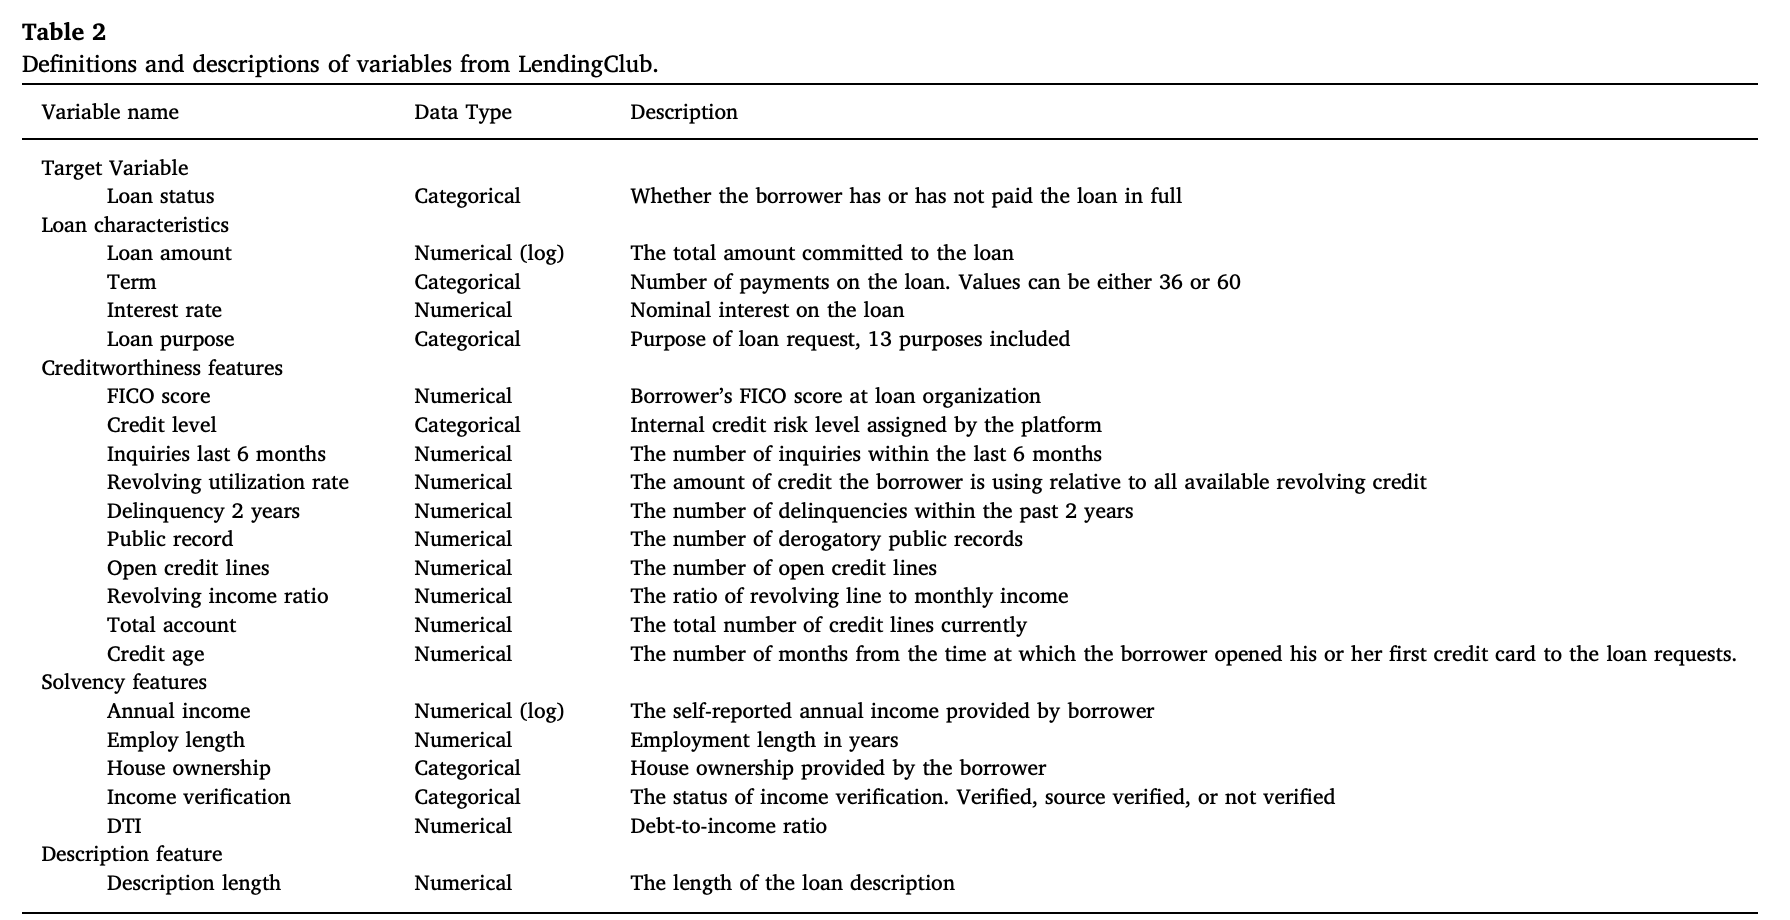 Table 2
Definitions and descriptions of variables from LendingClub.
Variable name Data Type Description
Target Variable
Loan status Categorical Whether the borrower has or has not paid the loan in full
Loan characteristics
Loan amount Numerical (log) The total amount committed to the loan
Term Categorical Number of payments on the loan. Values can be either 36 or 60
Interest rate Numerical Nominal interest on the loan
Loan purpose Categorical Purpose of loan request, 13 purposes included
Creditworthiness features
FICO score Numerical Borrower’s FICO score at loan organization
Credit level Categorical Internal credit risk level assigned by the platform
Inquiries last 6 months Numerical The number of inquiries within the last 6 months
Revolving utilization rate Numerical The amount of credit the borrower is using relative to all available revolving credit
Delinquency 2 years Numerical The number of delinquencies within the past 2 years
Public record Numerical The number of derogatory public records
Open credit lines Numerical The number of open credit lines
Revolving income ratio Numerical The ratio of revolving line to monthly income
Total account Numerical The total number of credit lines currently
Credit age Numerical The number of months from the time at which the borrower opened his or her first credit card to the loan requests.
Solvency features
Annual income Numerical (log) The self-reported annual income provided by borrower
Employ length Numerical Employment length in years
House ownership Categorical House ownership provided by the borrower
Income verification Categorical The status of income verification. Verified, source verified, or not verified
DTI Numerical Debt-to-income ratio
Description feature
Description length Numerical The length of the loan description